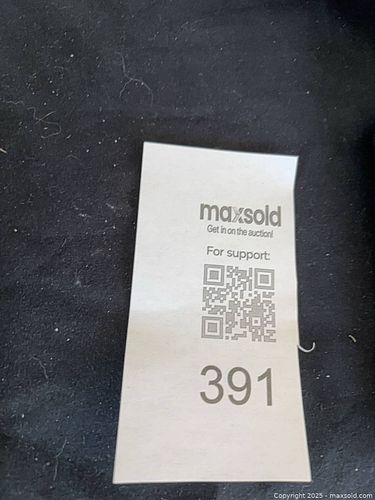 maxsold
Get in on the auction!
For support:
391
Copyright 2025 - maxsold.com